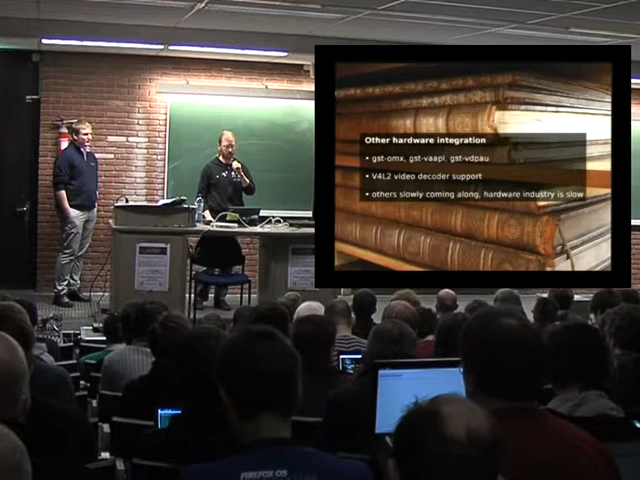 Other hardware integration
• gst-omx, gst-vaapi, gst-vdpau
• V4L2 video decoder support
• others slowly coming along, hardware industry is slow
FIREFOX OS